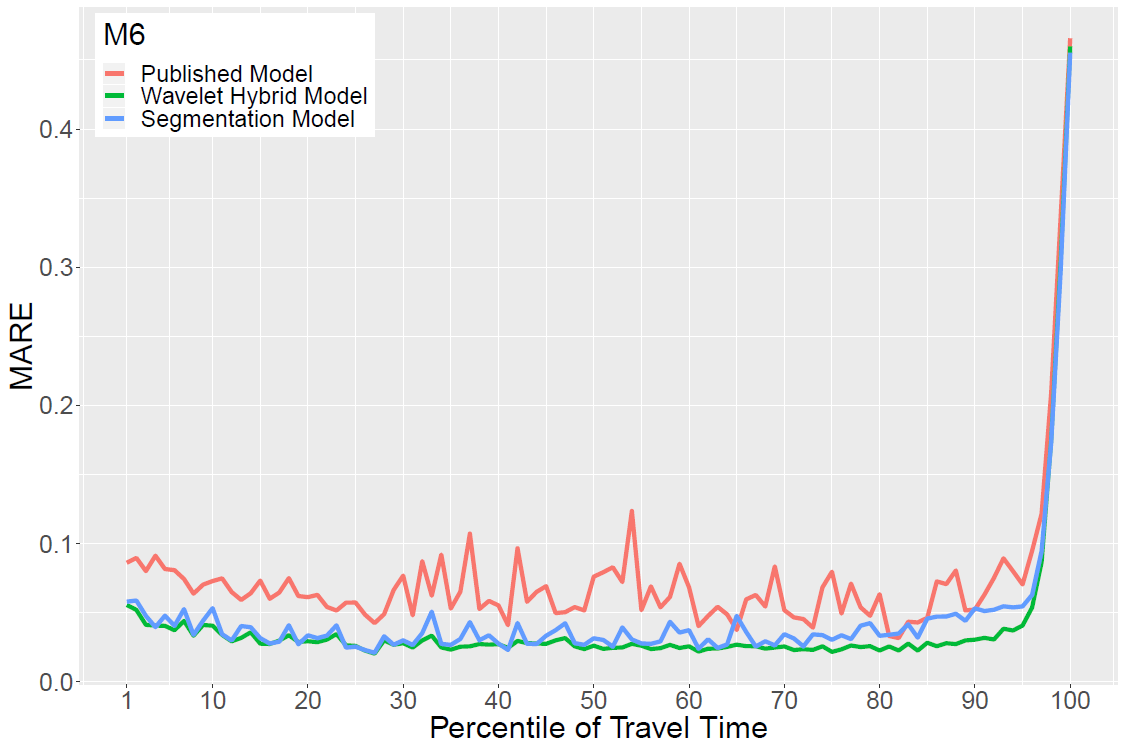 M6
Published Model
Wavelet Hybrid Model
Segmentation Model
MARE
0.4
0.3
0.2
0.1
0.0
1 10 20 30 40 50 60 70 80 90 100
Percentile of Travel Time